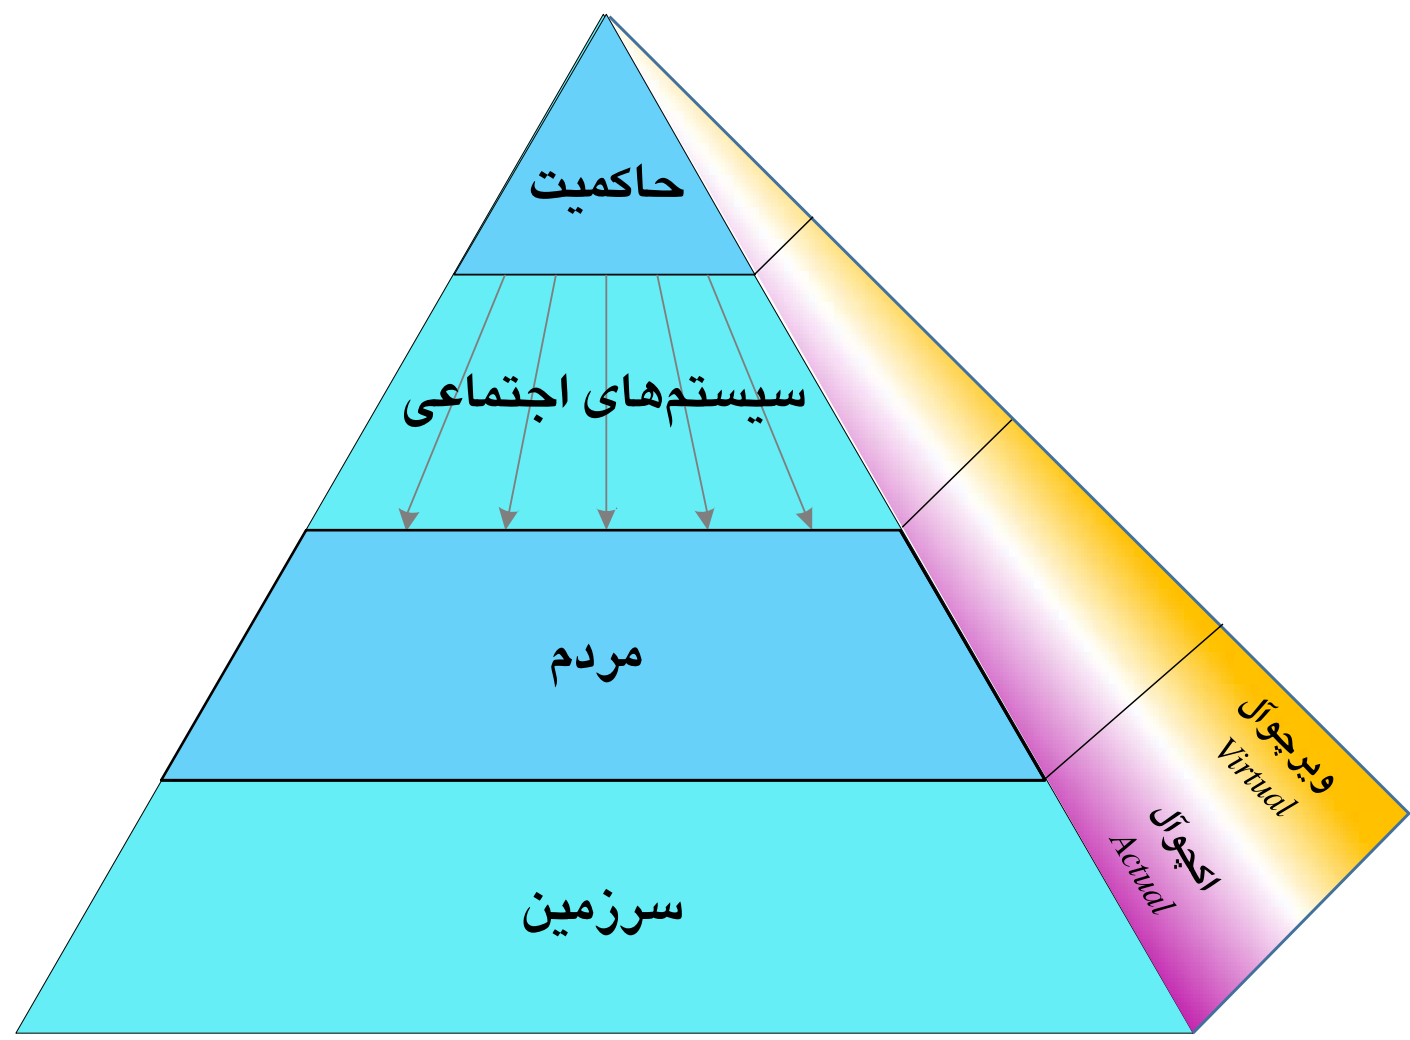 حاکمیت
سیستم‌های اجتماعی
مردم
سرزمین
ویرچوآل
Virtual
اکچوآل
Actual